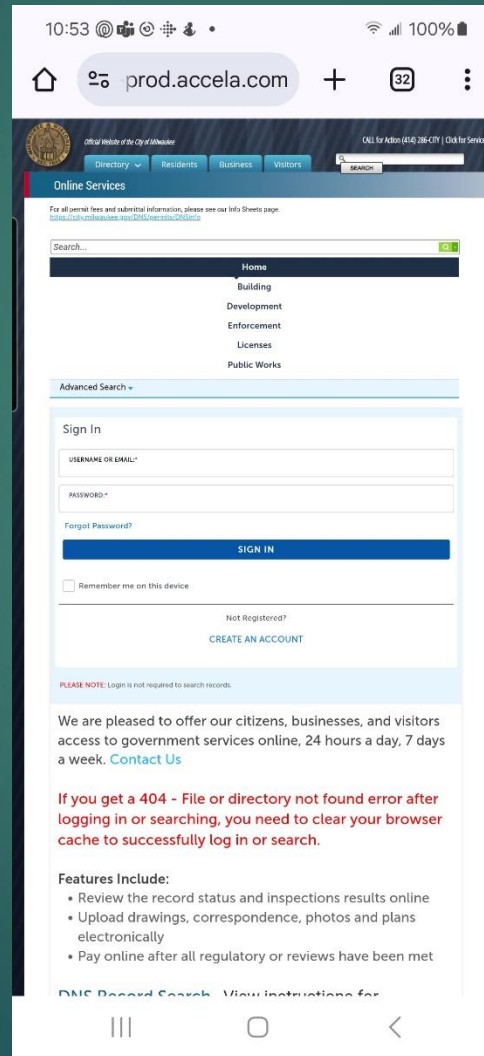 10:53
100%
prod.accela.com
32
Official Website of the City of Milwaukee
CALL for Action (414) 286-CITY | Click for Service
Directory
Residents
Business
Visitors
SEARCH
Online Services
For all permit fees and submittal information, please see our Info Sheets page.
https://city.milwaukee.gov/DNS/permits/DNSinfo
Search...
Home
Building
Development
Enforcement
Licenses
Public Works
Advanced Search
Sign In
USERNAME OR EMAIL:*
PASSWORD:*
Forgot Password?
SIGN IN
Remember me on this device
Not Registered?
CREATE AN ACCOUNT
PLEASE NOTE: Login is not required to search records.
We are pleased to offer our citizens, businesses, and visitors
access to government services online, 24 hours a day, 7 days
a week. Contact Us
If you get a 404 - File or directory not found error after
logging in or searching, you need to clear your browser
cache to successfully log in or search.
Features Include:
• Review the record status and inspections results online
• Upload drawings, correspondence, photos and plans
electronically
• Pay online after all regulatory or reviews have been met
DNS Record Search - View instructions for